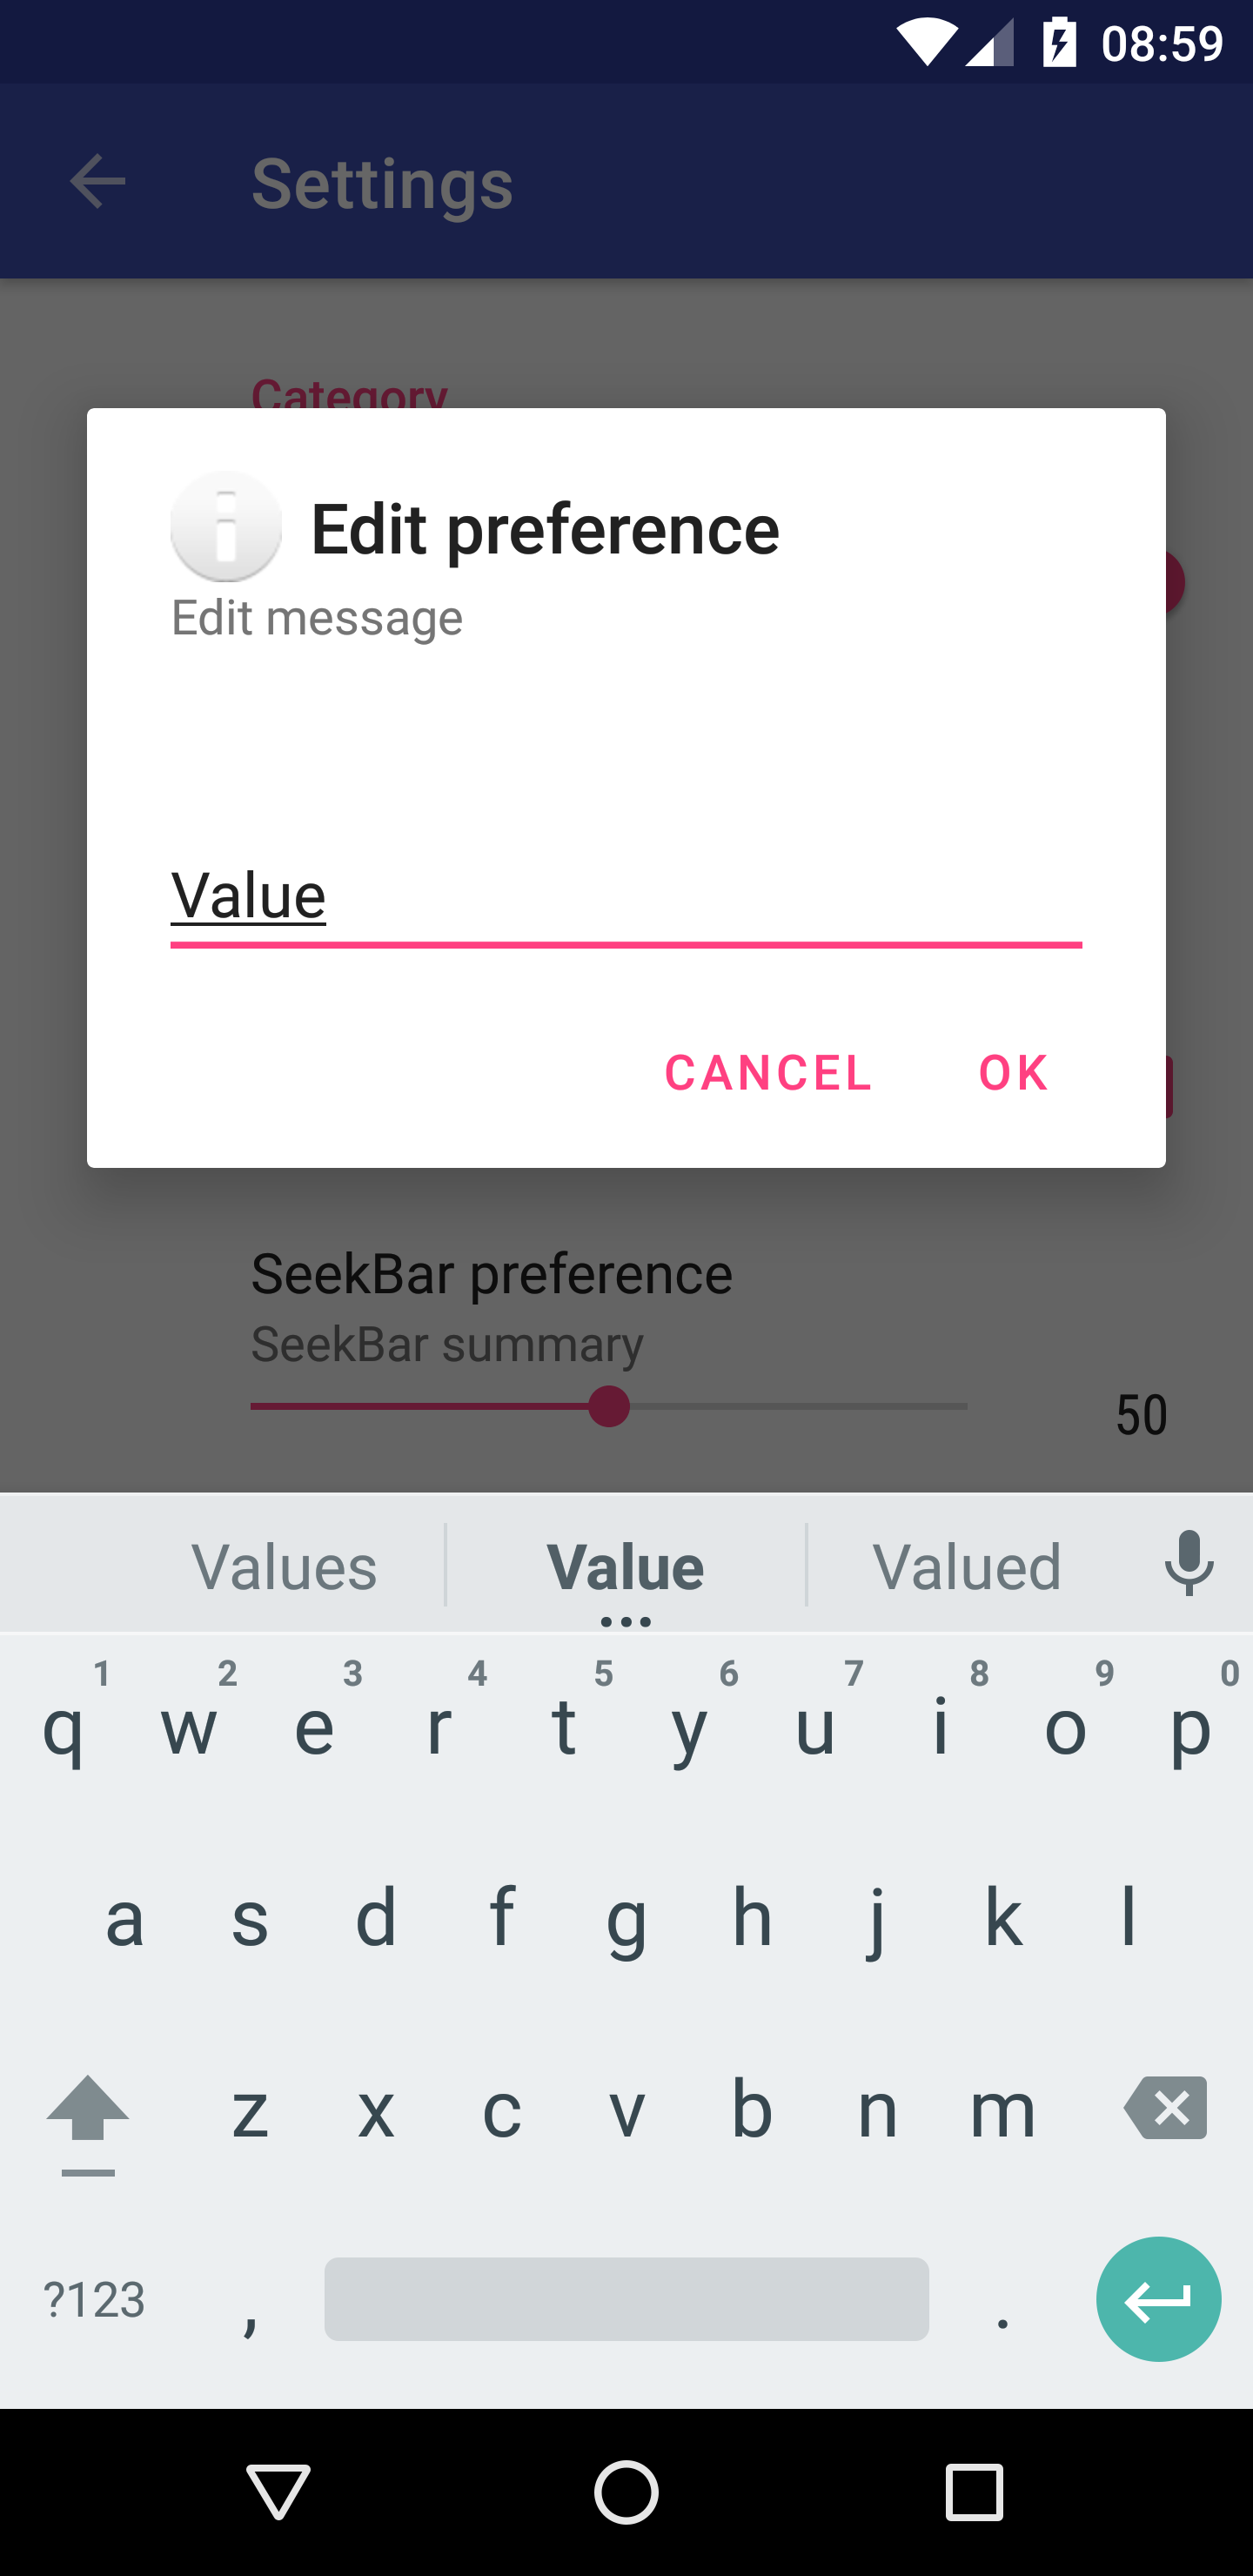 08:59
Settings
Category
Edit preference
Edit message
Value
CANCEL OK
SeekBar preference
SeekBar summary
50
Values Value Valued
1 2 3 4 5 6 7 8 9 0
q w e r t y u i o p
a s d f g h j k l
z x c v b n m
?123 , .